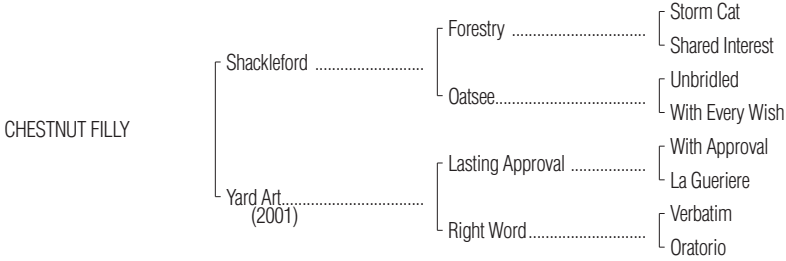 Storm Cat
Forestry ................................
Shared Interest
Shackleford ..........................
Unbridled
Oatsee....................................
With Every Wish
CHESTNUT FILLY
With Approval
Lasting Approval ..................
La Gueriere
Yard Art..................................
(2001)
Verbatim
Right Word............................
Oratorio